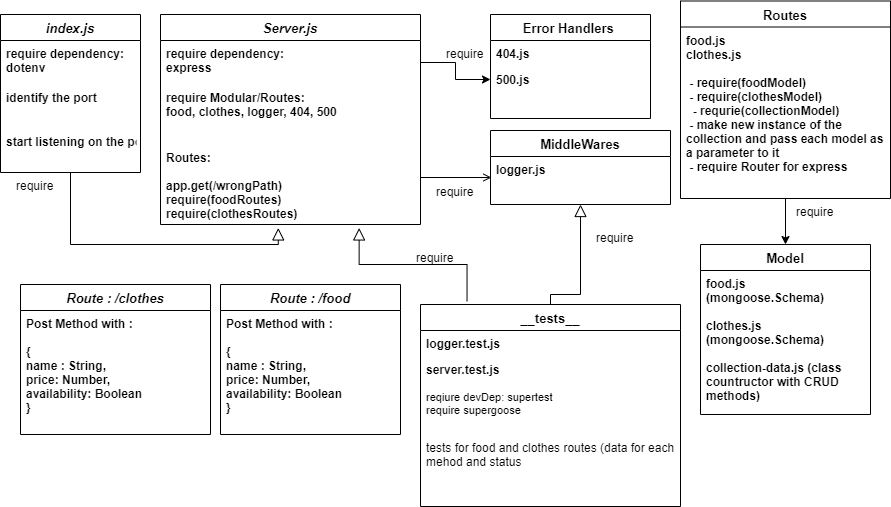 index.js
require dependency:
dotenv
identify the port
start listening on the po
require
Server.js
require dependency:
express
require Modular/Routes:
food, clothes, logger, 404, 500
Routes:
app.get(/wrongPath)
require(foodRoutes)
require(clothesRoutes)
require
Error Handlers
404.js
500.js
require
MiddleWares
logger.js
require
Routes
food.js
clothes.js
- require(foodModel)
- require(clothesModel)
- requrie(collectionModel)
- make new instance of the
collection and pass each model as
a parameter to it
- require Router for express
require
Model
food.js
(mongoose.Schema)
clothes.js
(mongoose.Schema)
collection-data.js (class
countructor with CRUD
methods)
Route : /clothes
Post Method with :
{
name : String,
price: Number,
availability: Boolean
}
Route : /food
Post Method with :
{
name : String,
price: Number,
availability: Boolean
}
require
__tests__
logger.test.js
server.test.js
reqiure devDep: supertest
require supergoose
tests for food and clothes routes (data for each
mehod and status